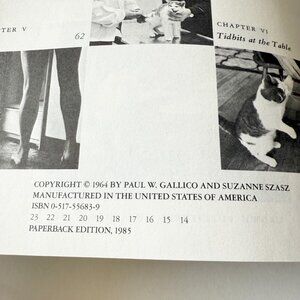 TER V
62
CHAPTER VI
Tidbits at the Table
COPYRIGHT © 1964 BY PAUL W. GALLICO AND SUZANNE SZASZ
MANUFACTURED IN THE UNITED STATES OF AMERICA
ISBN 0-517-55683-9
23 22 21 20 19 18 17 16 15 14
PAPERBACK EDITION, 1985